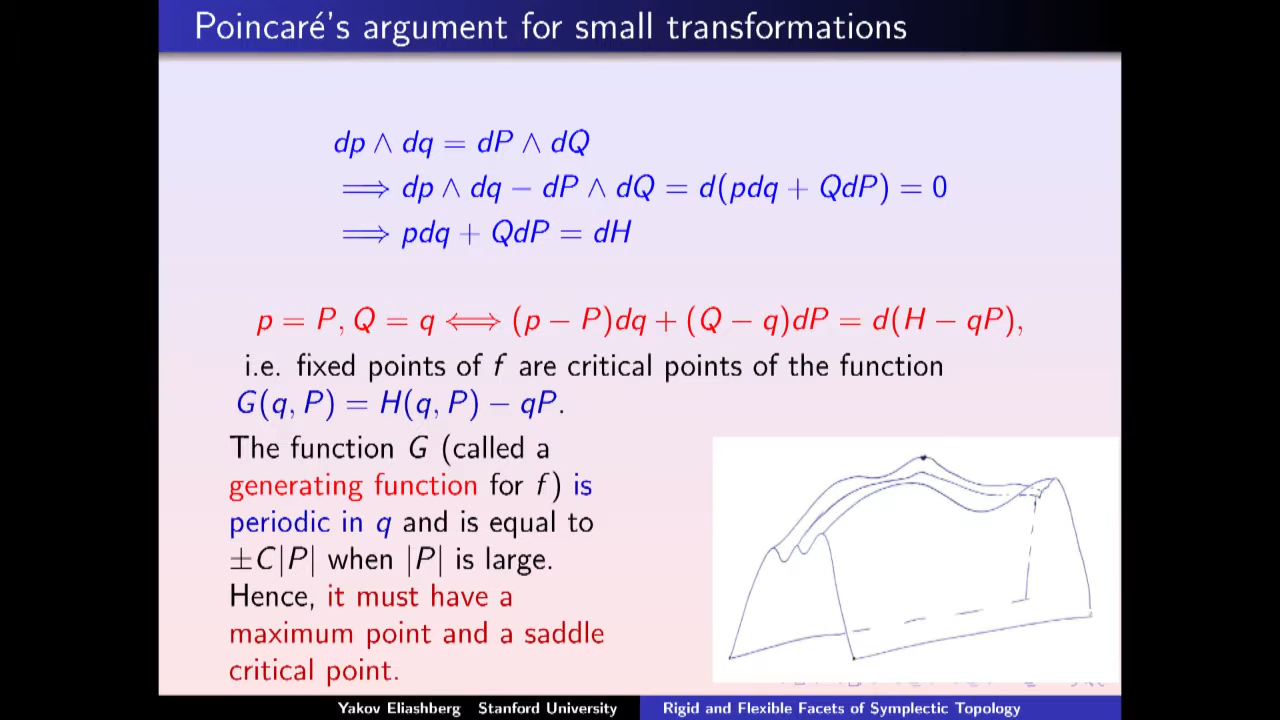 Poincaré's argument for small transformations
dp ∧ dq = dP ∧ dQ
⟹ dp ∧ dq − dP ∧ dQ = d(pdq + QdP) = 0
⟹ pdq + QdP = dH
p = P, Q = q ⟺ (p − P)dq + (Q − q)dP = d(H − qP),
i.e. fixed points of f are critical points of the function
G(q, P) = H(q, P) − qP.
The function G (called a
generating function for f) is
periodic in q and is equal to
±C|P| when |P| is large.
Hence, it must have a
maximum point and a saddle
critical point.
Yakov Eliashberg Stanford University
Rigid and Flexible Facets of Symplectic Topology